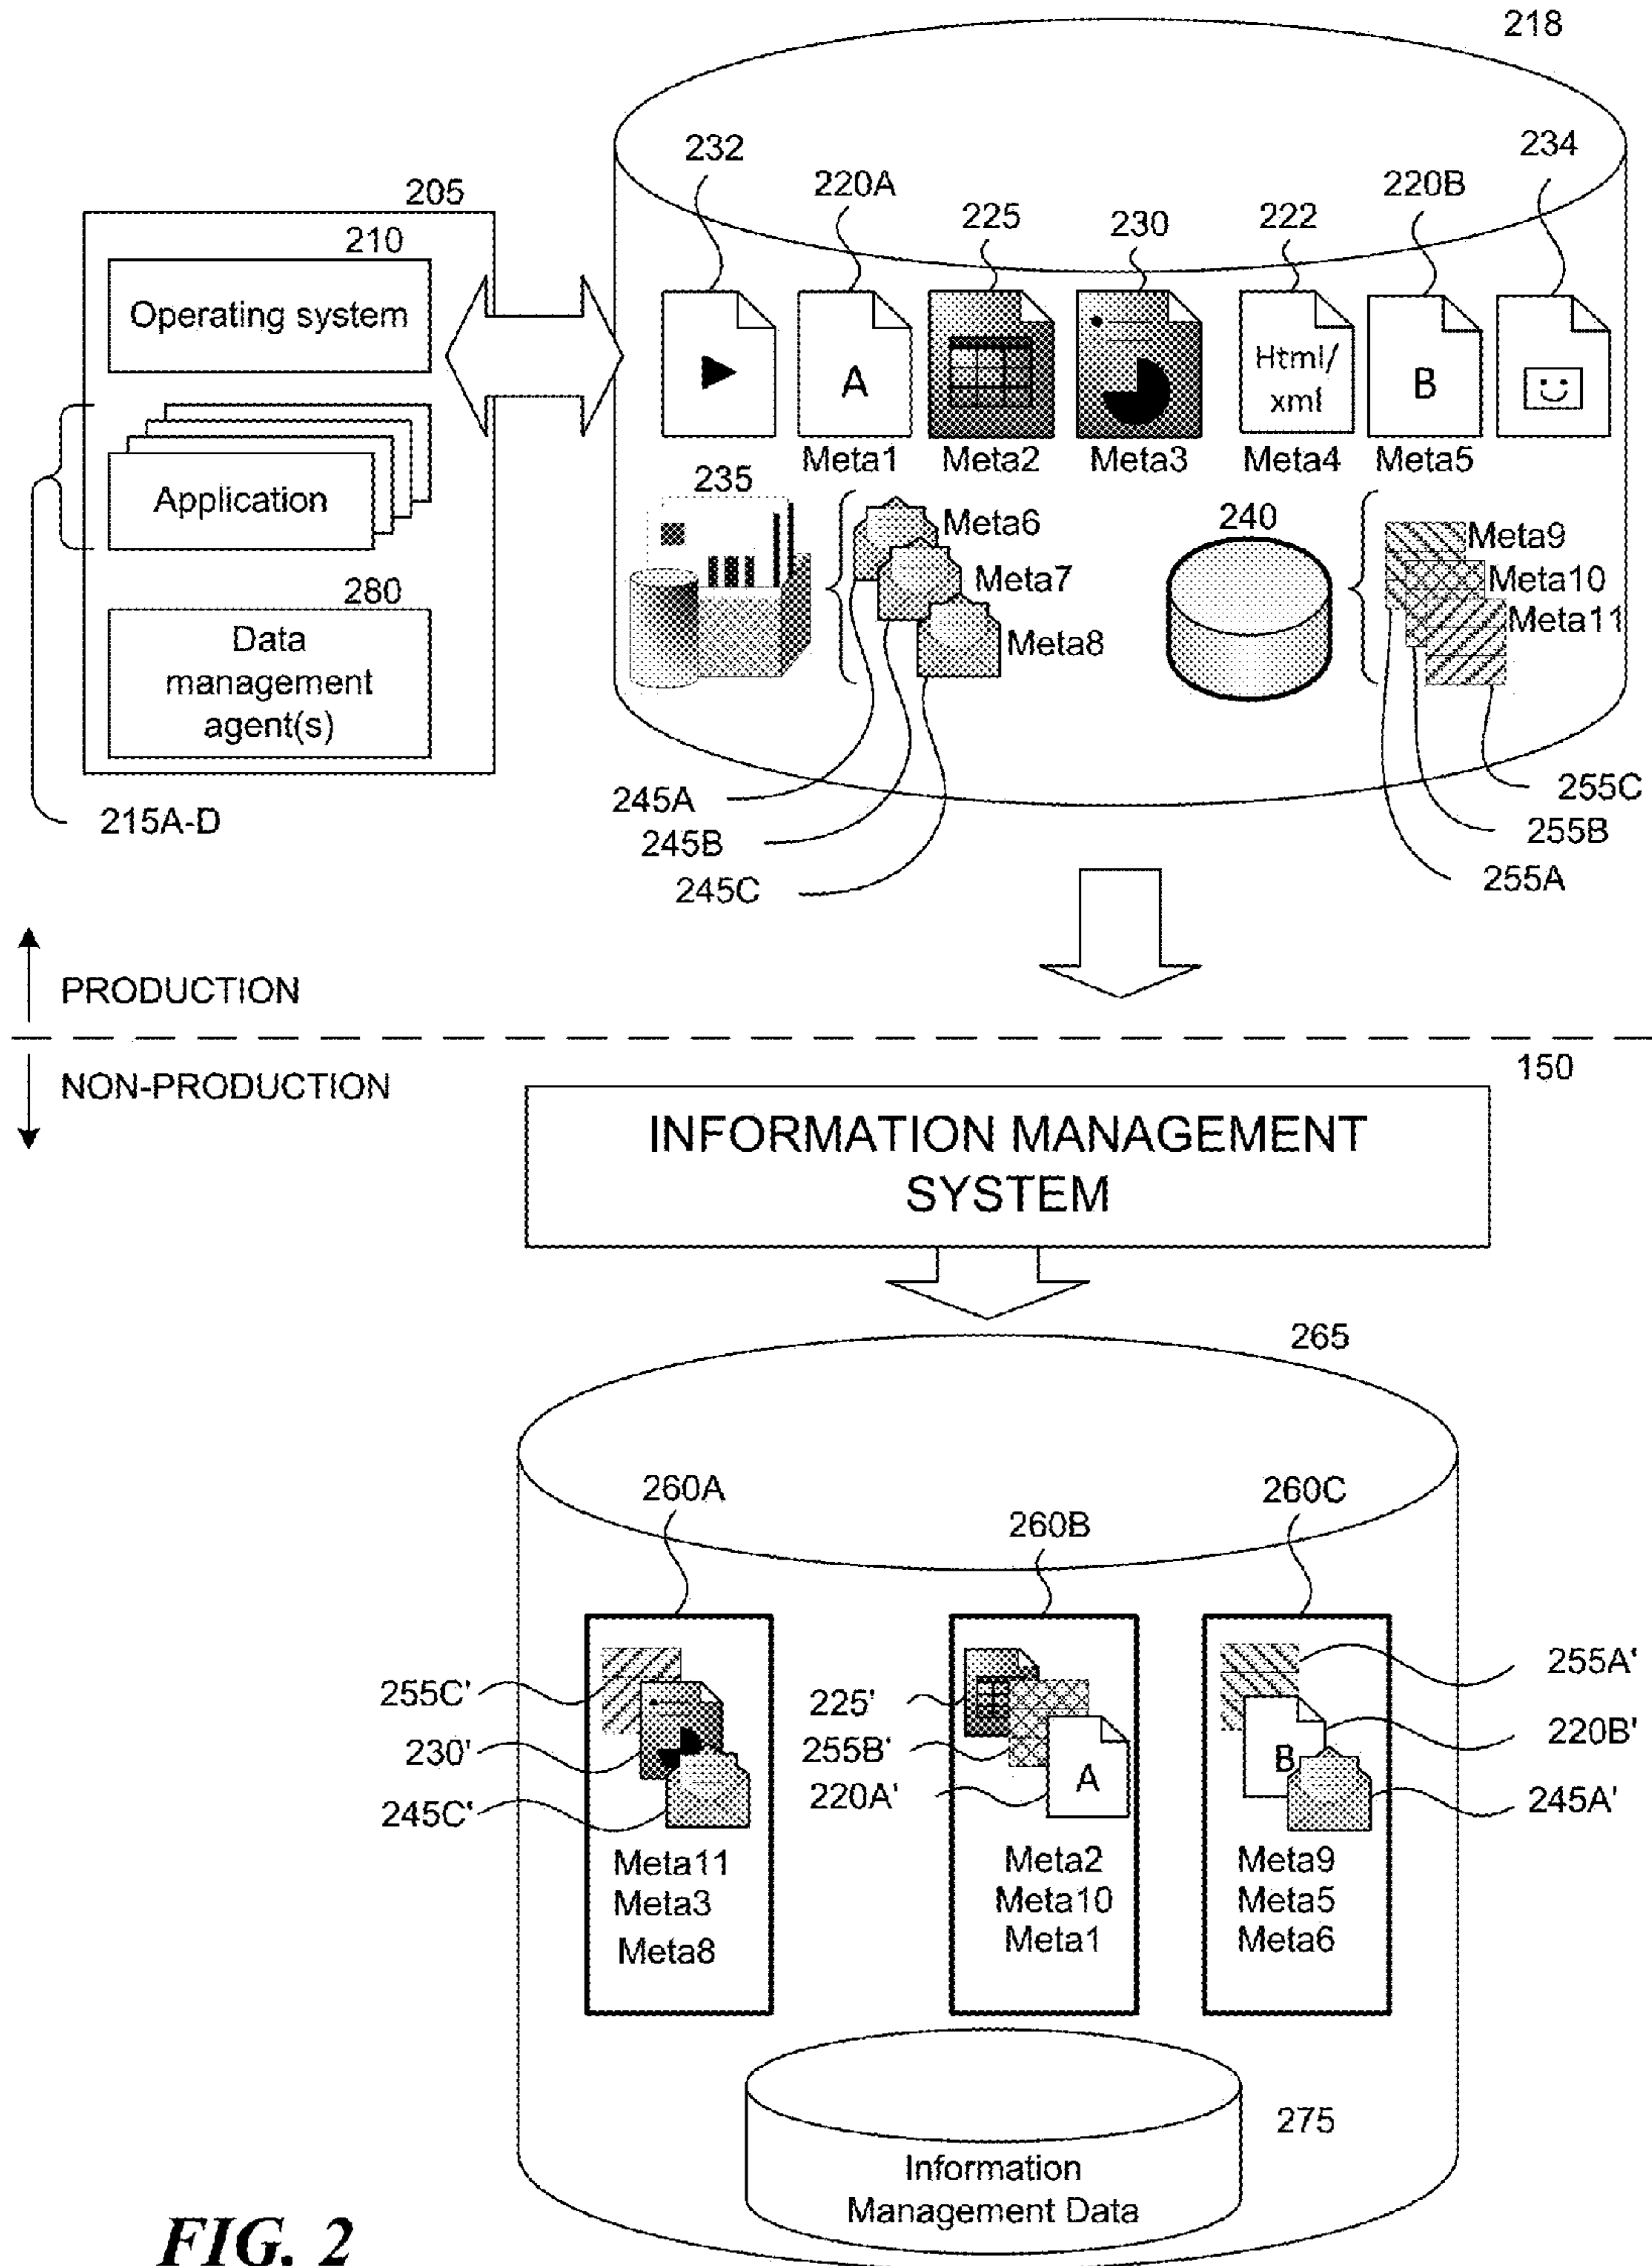 218
232
234
220A
220B
205
225
230
222
210
Operating system
A
Html/
xml
B
Meta1
Meta2
Meta3
Meta4
Meta5
Application
235
Meta6
240
Meta9
Meta7
Meta10
Meta8
Meta11
280
Data
management
agent(s)
215A-D
245A
245B
245C
255C
255B
255A
PRODUCTION
NON-PRODUCTION
150
INFORMATION MANAGEMENT
SYSTEM
265
260A
260B
260C
255C'
230'
245C'
225'
255B'
220A'
A
B
255A'
220B'
245A'
Meta11
Meta3
Meta8
Meta2
Meta10
Meta1
Meta9
Meta5
Meta6
275
Information
Management Data
FIG. 2